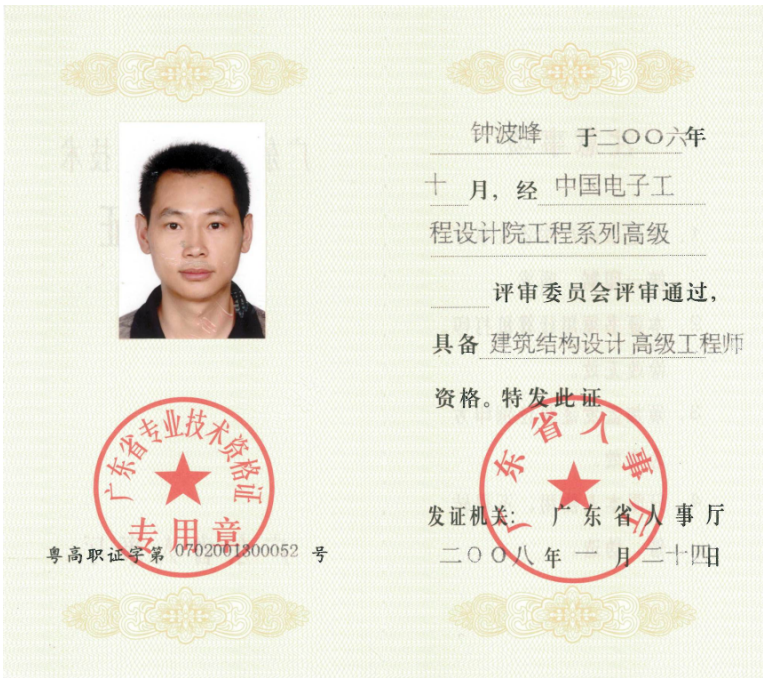 广东省专业技术资格证
专用章
粤高职证字第 0702001300052 号
钟波峰 于二〇〇六年
十月，经 中国电子工
程设计院工程系列高级
评审委员会评审通过，
具备 建筑结构设计 高级工程师
资格。特发此证
广东省人事厅
发证机关： 广东省人事厅
二〇〇八年一月二十四日